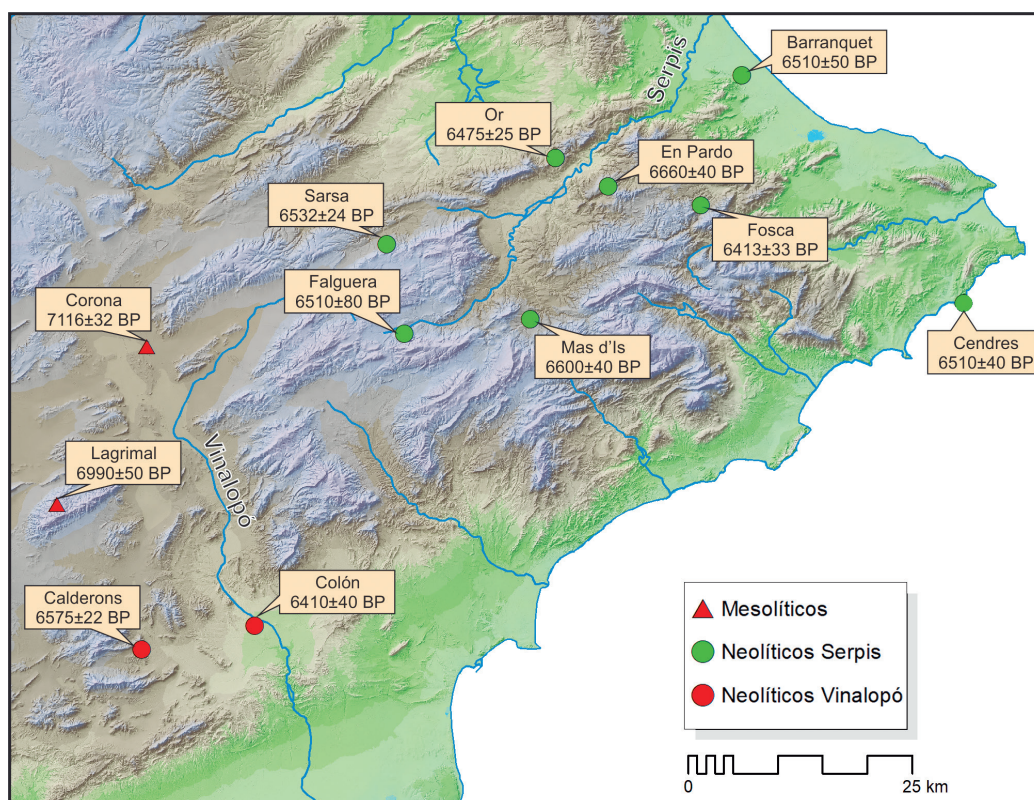 Barranquet
6510±50 BP
Serpis
Or
6475±25 BP
En Pardo
6660±40 BP
Sarsa
6532±24 BP
Fosca
6413±33 BP
Falguera
6510±80 BP
Corona
7116±32 BP
Mas d'Is
6600±40 BP
Cendres
6510±40 BP
Vinalopó
Lagrimal
6990±50 BP
Colón
6410±40 BP
Calderons
6575±22 BP
Mesolíticos
Neolíticos Serpis
Neolíticos Vinalopó
0 25 km